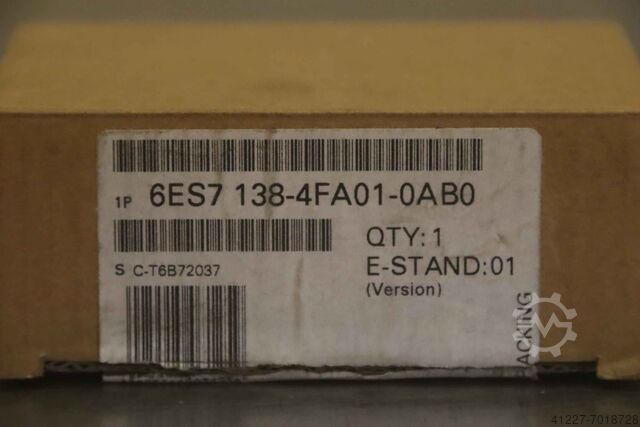 1P 6ES7 138-4FA01-0AB0
QTY: 1
S C-T6B72037
E-STAND:01
(Version)
ACKING
41227-7018728